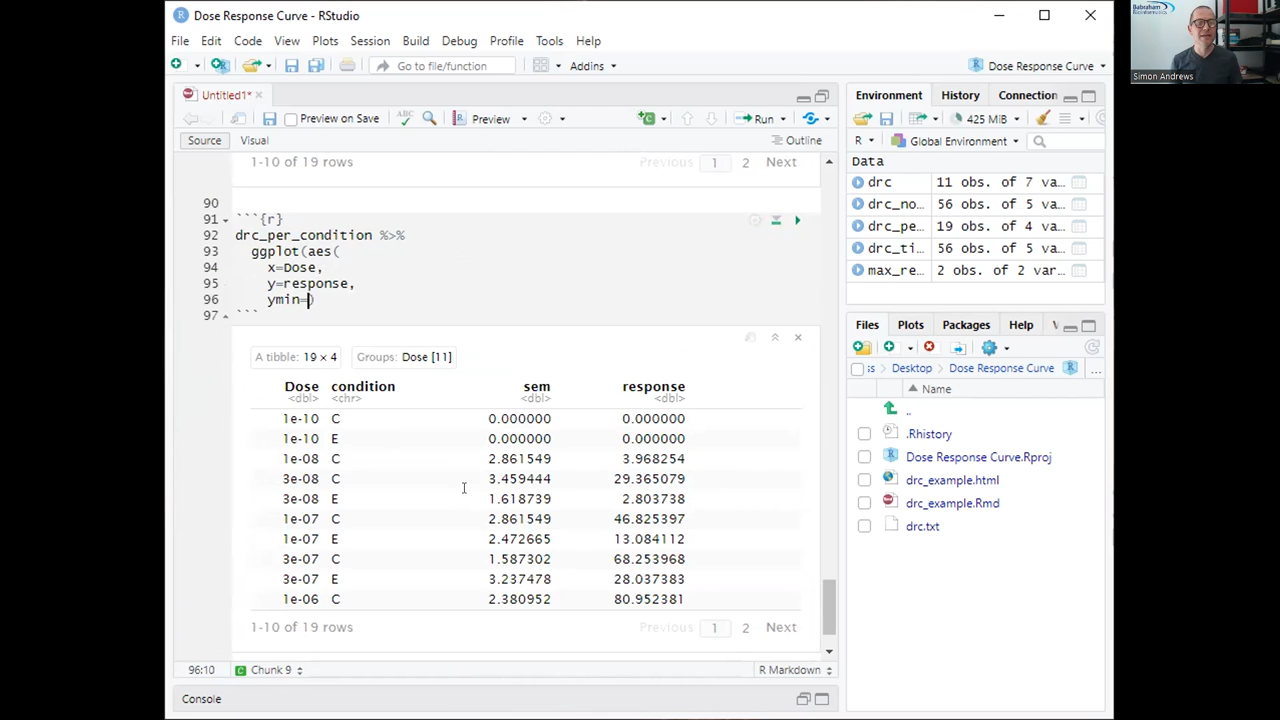 Dose Response Curve - RStudio
File Edit Code View Plots Session Build Debug Profile Tools Help
Go to file/function
Addins
Dose Response Curve
Untitled1*
Preview on Save
Preview
Run
Source Visual
Outline
1-10 of 19 rows
Previous 1 2 Next
90
91 ```{r}
92 drc_per_condition %>%
93 ggplot(aes(
94 x=Dose,
95 y=response,
96 ymin=)
97 ```
A tibble: 19 × 4 Groups: Dose [11]
Dose condition sem response
<dbl> <chr> <dbl> <dbl>
1e-10 C 0.000000 0.000000
1e-10 E 0.000000 0.000000
1e-08 C 2.861549 3.968254
3e-08 C 3.459444 29.365079
3e-08 E 1.618739 2.803738
1e-07 C 2.861549 46.825397
1e-07 E 2.472665 13.084112
3e-07 C 1.587302 68.253968
3e-07 E 3.237478 28.037383
1e-06 C 2.380952 80.952381
1-10 of 19 rows
Previous 1 2 Next
96:10 Chunk 9 R Markdown
Console
Environment History Connection
425 MiB
R Global Environment
Data
drc 11 obs. of 7 va…
drc_no… 56 obs. of 5 va…
drc_pe… 19 obs. of 4 va…
drc_ti… 56 obs. of 5 va…
max_re… 2 obs. of 2 var…
Files Plots Packages Help V
ss Desktop Dose Response Curve ...
Name
..
.Rhistory
Dose Response Curve.Rproj
drc_example.html
drc_example.Rmd
drc.txt
Babraham
Bioinformatics
Simon Andrews